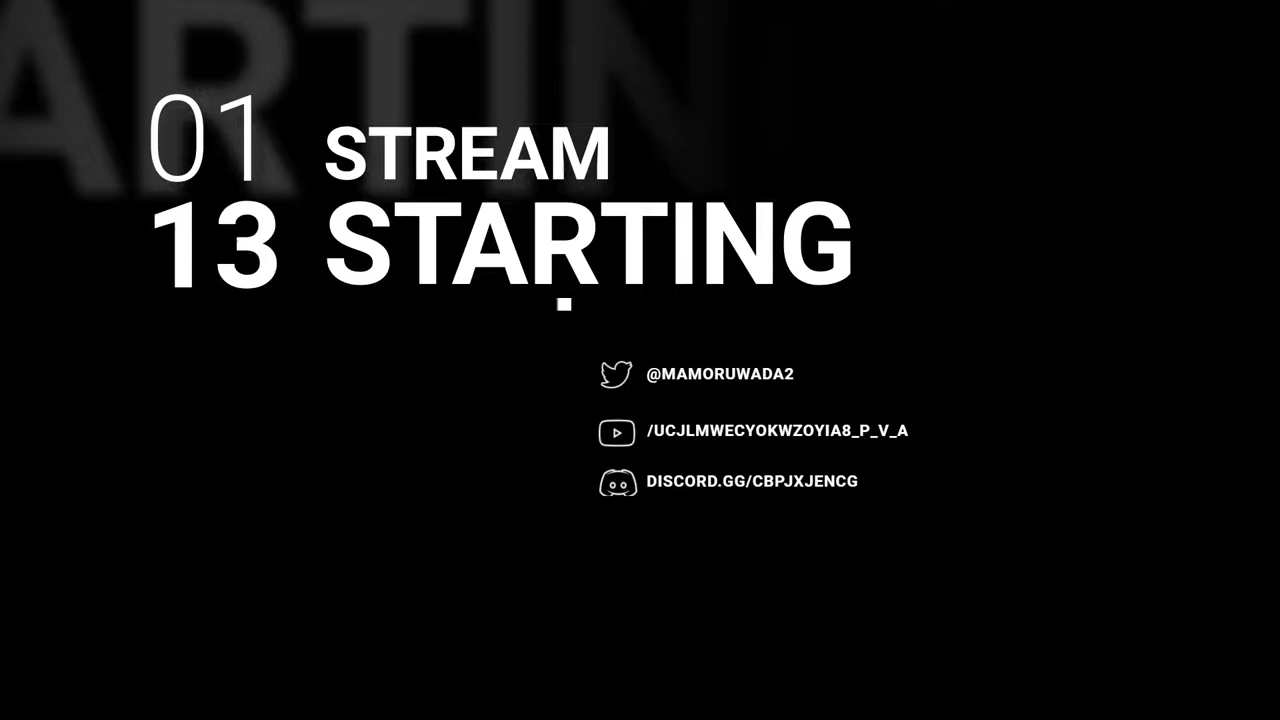 01 STREAM
13 STARTING
@MAMORUWADA2
/UCJLMWECYOKWZOYIA8_P_V_A
DISCORD.GG/CBPJXJENCG